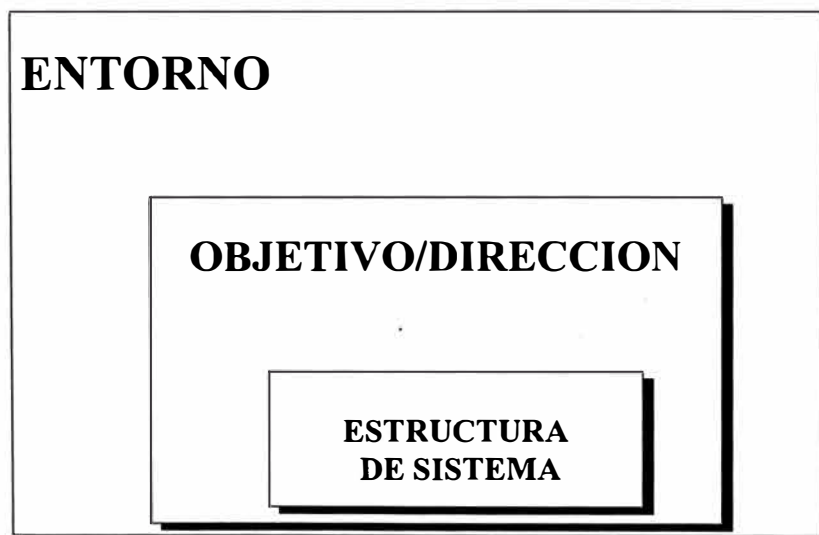 ENTORNO
OBJETIVO/DIRECCION
ESTRUCTURA
DE SISTEMA